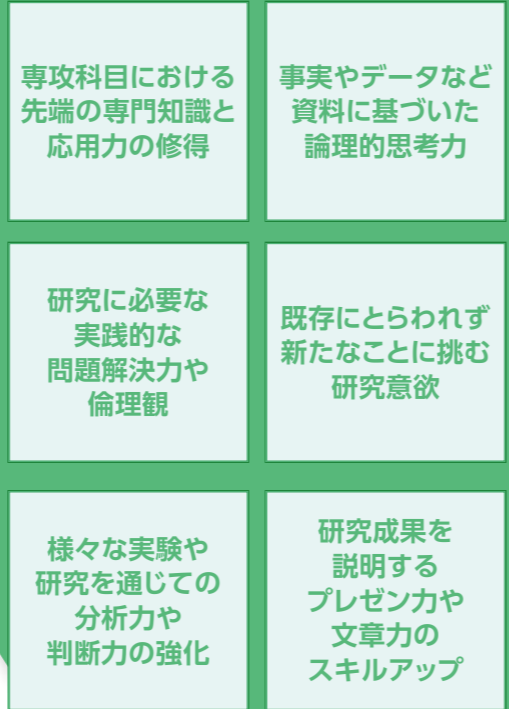 専攻科目における
先端の専門知識と
応用力の修得
事実やデータなど
資料に基づいた
論理的思考力
研究に必要な
実践的な
問題解決力や
倫理観
既存にとらわれず
新たなことに挑む
研究意欲
様々な実験や
研究を通じての
分析力や
判断力の強化
研究成果を
説明する
プレゼン力や
文章力の
スキルアップ